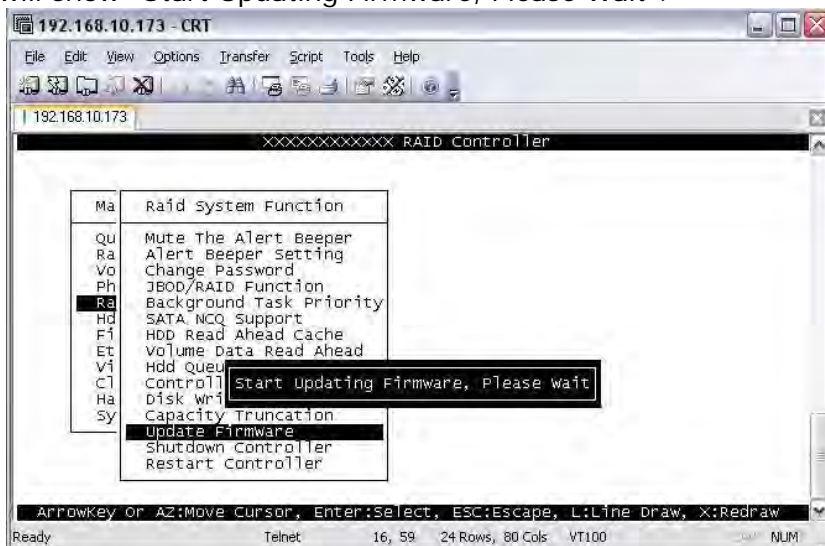 will show "Start Updating Firmware, Please Wait".
192.168.10.173 - CRT
File Edit View Options Transfer Script Tools Help
192.168.10.173
XXXXXXXXXXXX RAID Controller
Ma
Raid System Function
Qu
Mute The Alert Beeper
Ra
Alert Beeper Setting
Vo
Change Password
Ph
JBOD/RAID Function
Ra
Background Task Priority
Hd
SATA NCQ Support
Fi
HDD Read Ahead Cache
Et
Volume Data Read Ahead
Vi
Hdd Queu
Cl
Controll
Start Updating Firmware, Please Wait
Ha
Disk Wri
Sy
Capacity Truncation
Update Firmware
Shutdown Controller
Restart Controller
ArrowKey Or AZ:Move Cursor, Enter:Select, ESC:Escape, L:Line Draw, X:Redraw
Ready Telnet 16, 59 24 Rows, 80 Cols VT100 NUM